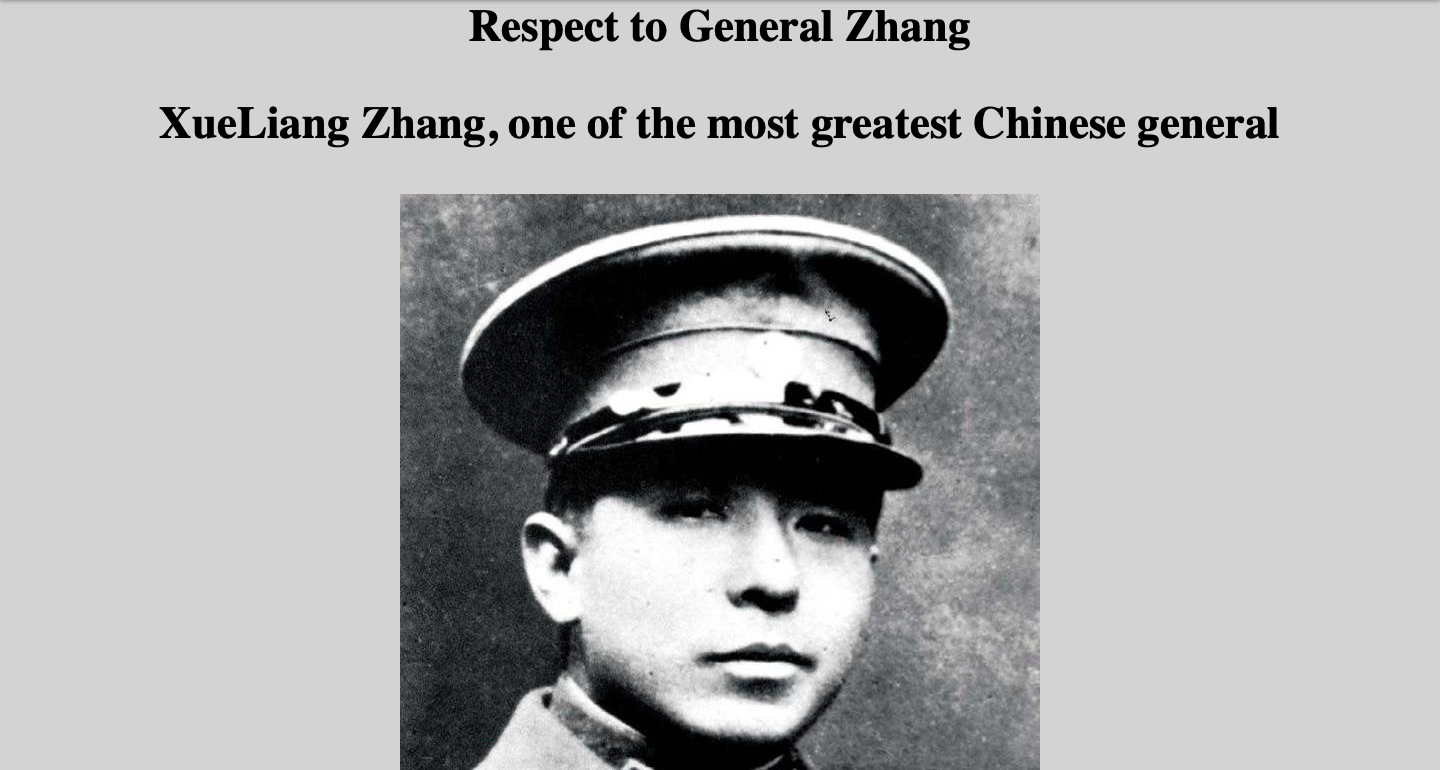 Respect to General Zhang
XueLiang Zhang, one of the most greatest Chinese general